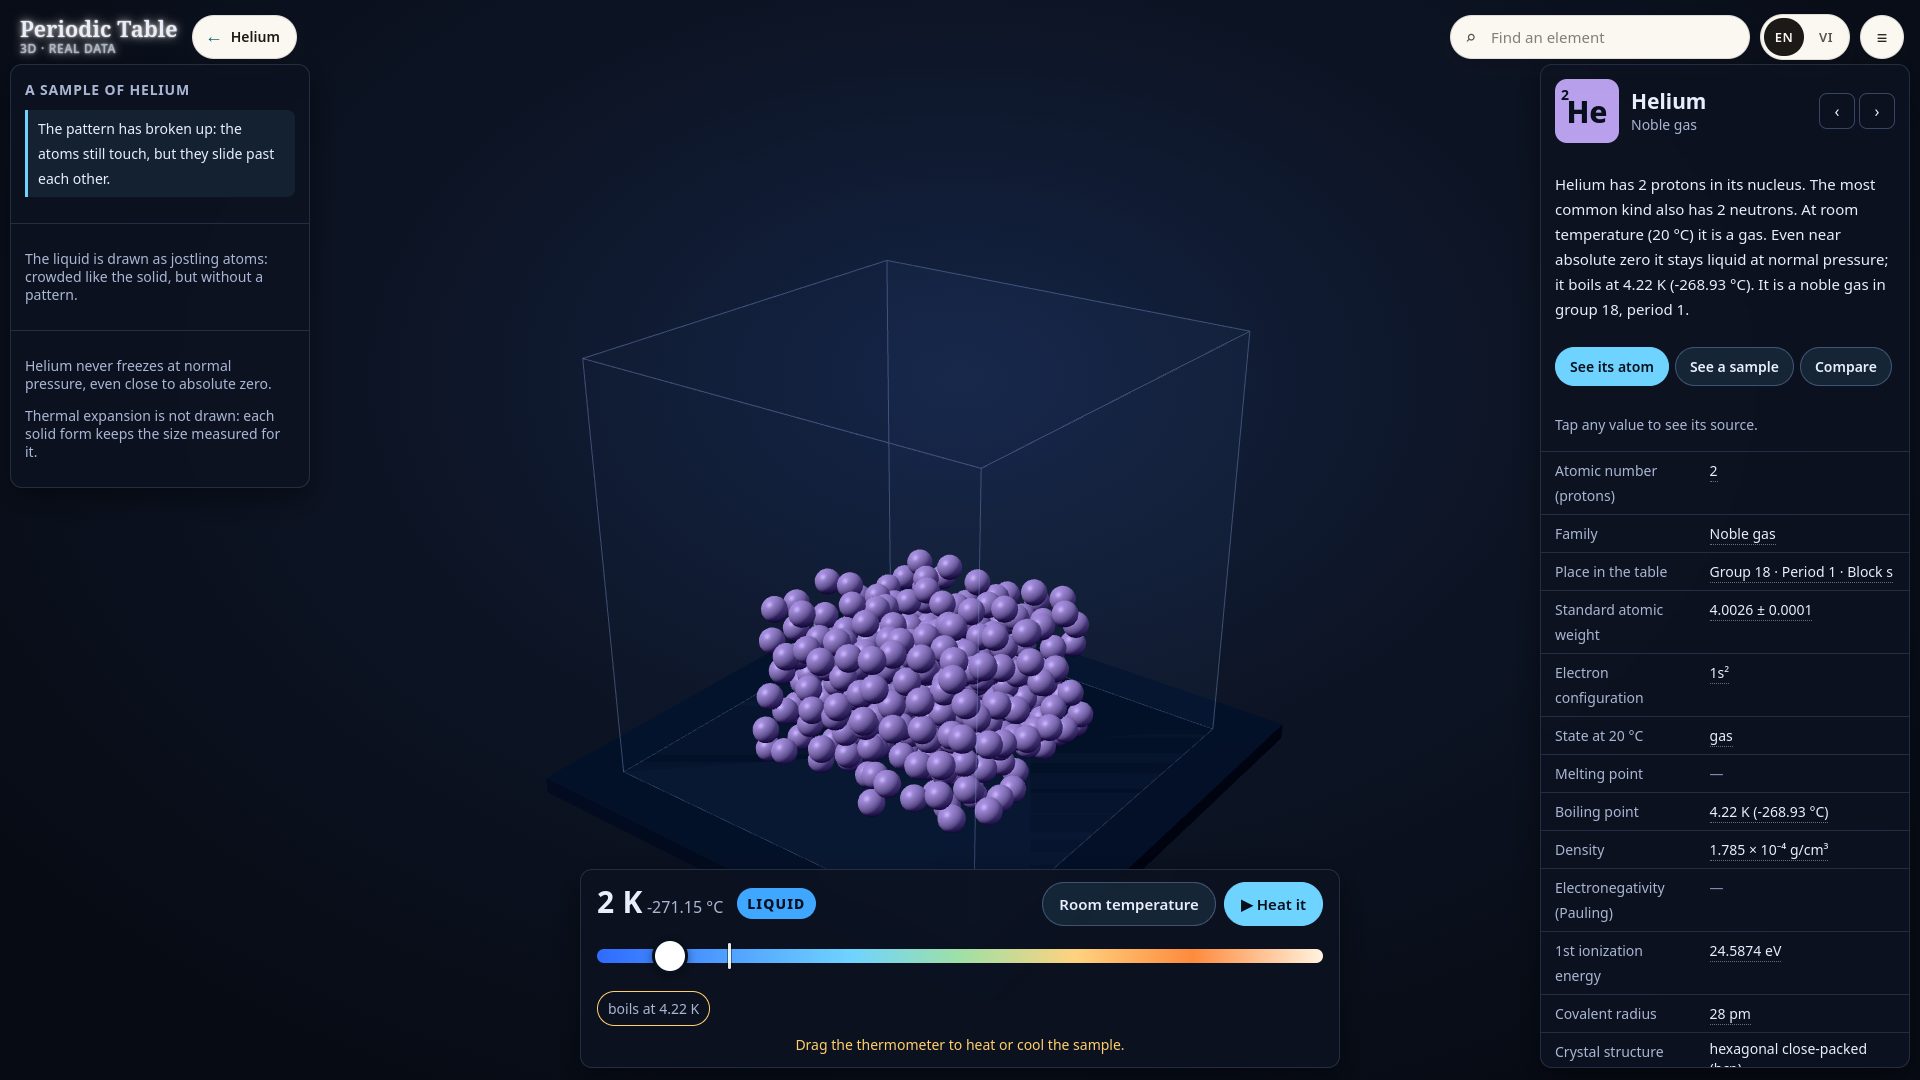 Periodic Table
3D · REAL DATA
← Helium
Find an element
EN
VI
A SAMPLE OF HELIUM
The pattern has broken up: the
atoms still touch, but they slide past
each other.
The liquid is drawn as jostling atoms:
crowded like the solid, but without a
pattern.
Helium never freezes at normal
pressure, even close to absolute zero.
Thermal expansion is not drawn: each
solid form keeps the size measured for
it.
2 K -271.15 °C LIQUID
Room temperature
▶ Heat it
boils at 4.22 K
Drag the thermometer to heat or cool the sample.
2
He
Helium
Noble gas
‹ ›
Helium has 2 protons in its nucleus. The most
common kind also has 2 neutrons. At room
temperature (20 °C) it is a gas. Even near
absolute zero it stays liquid at normal pressure;
it boils at 4.22 K (-268.93 °C). It is a noble gas in
group 18, period 1.
See its atom
See a sample
Compare
Tap any value to see its source.
Atomic number 2
(protons)
Family Noble gas
Place in the table Group 18 · Period 1 · Block s
Standard atomic 4.0026 ± 0.0001
weight
Electron 1s²
configuration
State at 20 °C gas
Melting point —
Boiling point 4.22 K (-268.93 °C)
Density 1.785 × 10⁻⁴ g/cm³
Electronegativity —
(Pauling)
1st ionization 24.5874 eV
energy
Covalent radius 28 pm
Crystal structure hexagonal close-packed